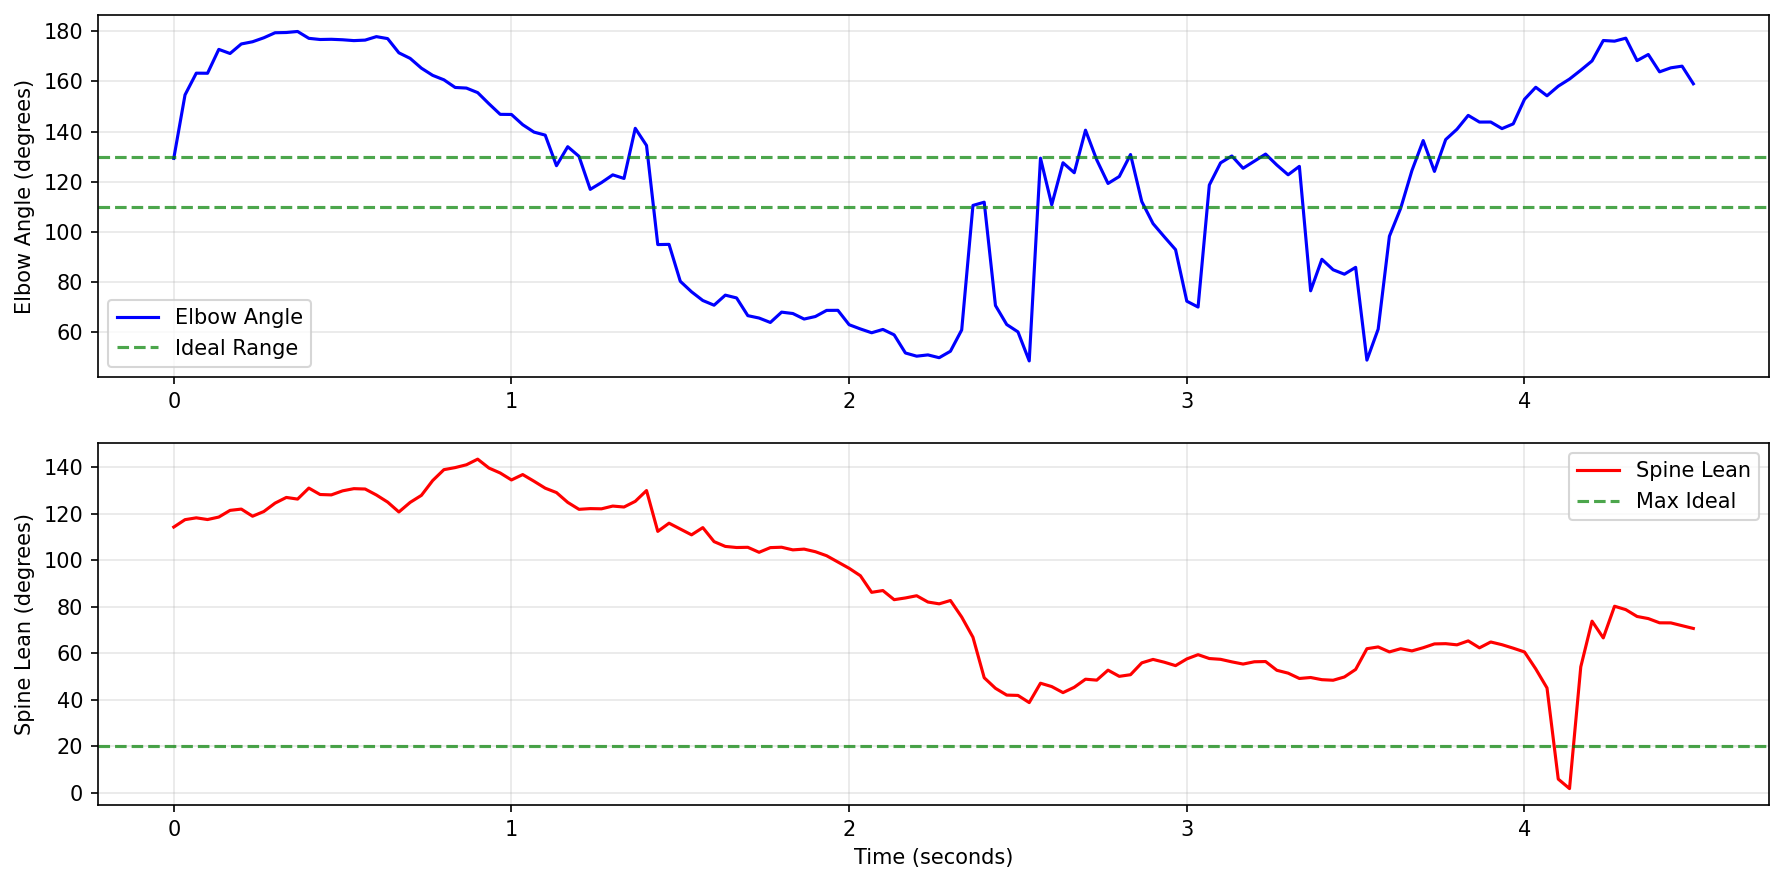 180
160
140
120
100
80
60
Elbow Angle (degrees)
Elbow Angle
Ideal Range
0 1 2 3 4
140
120
100
80
60
40
20
0
Spine Lean (degrees)
Spine Lean
Max Ideal
0 1 2 3 4
Time (seconds)